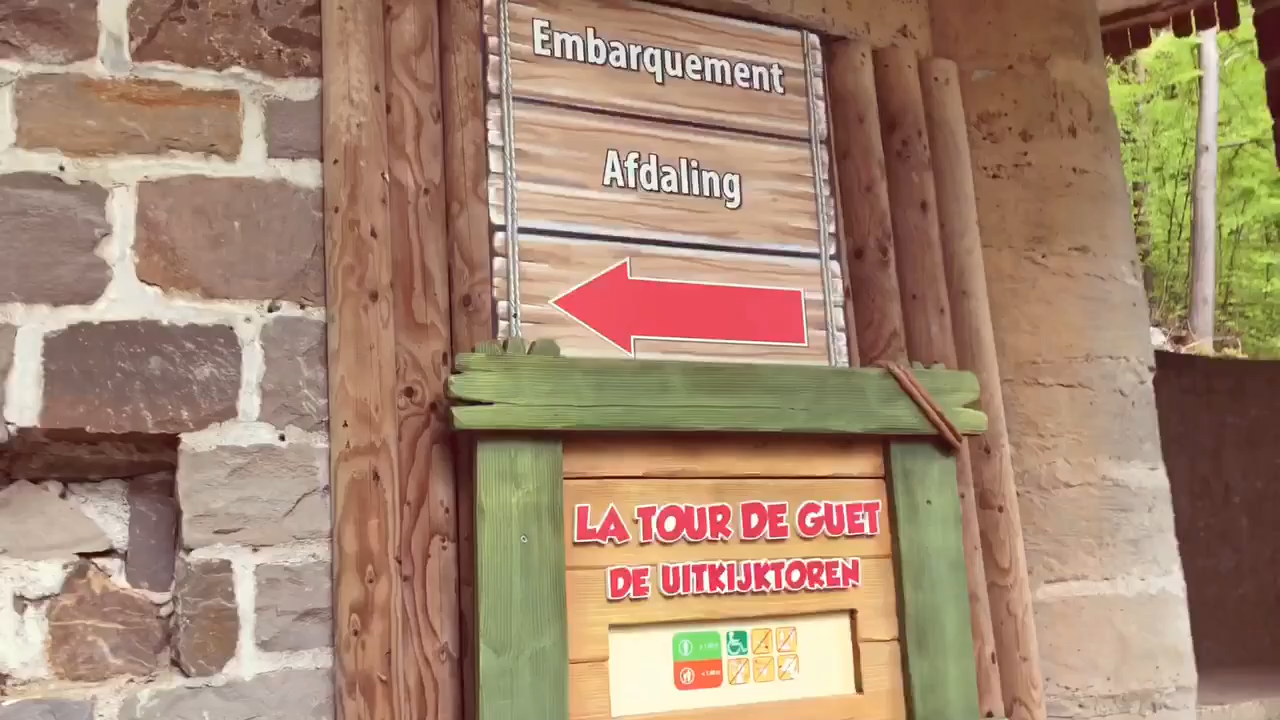 Embarquement
Afdaling
LA TOUR DE GUET
DE UITKIJKTOREN